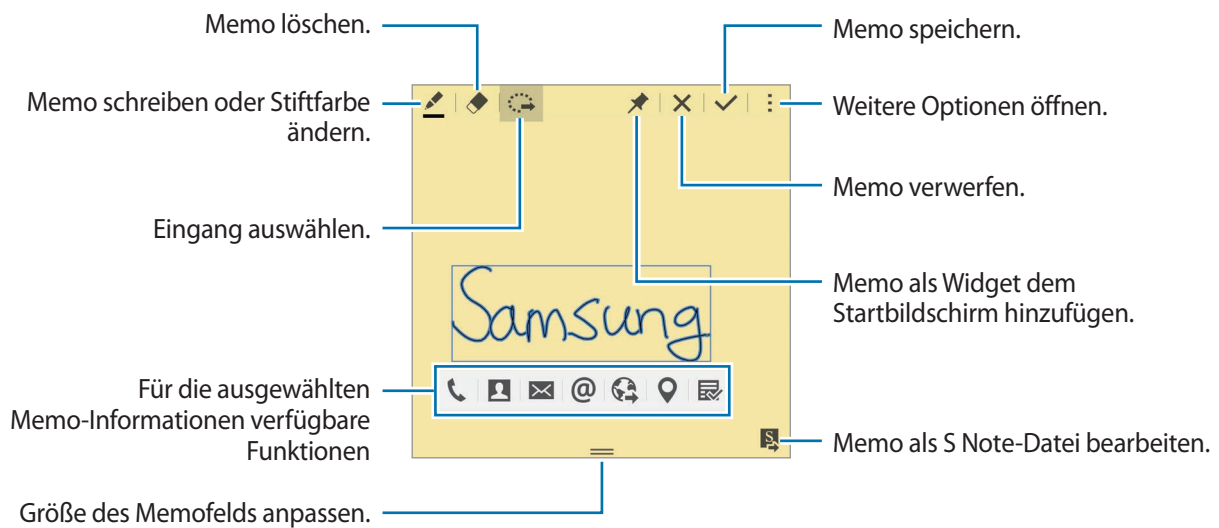 Memo löschen.
Memo speichern.
Memo schreiben oder Stiftfarbe
ändern.
Weitere Optionen öffnen.
Memo verwerfen.
Eingang auswählen.
Memo als Widget dem
Startbildschirm hinzufügen.
Samsung
Für die ausgewählten
Memo-Informationen verfügbare
Funktionen
@
S
Memo als S Note-Datei bearbeiten.
Größe des Memofelds anpassen.